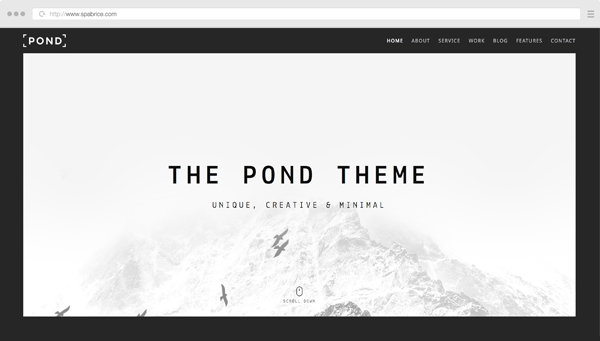 http://www.spabrice.com
POND
HOME ABOUT SERVICE WORK BLOG FEATURES CONTACT
THE POND THEME
UNIQUE, CREATIVE & MINIMAL
SCROLL DOWN